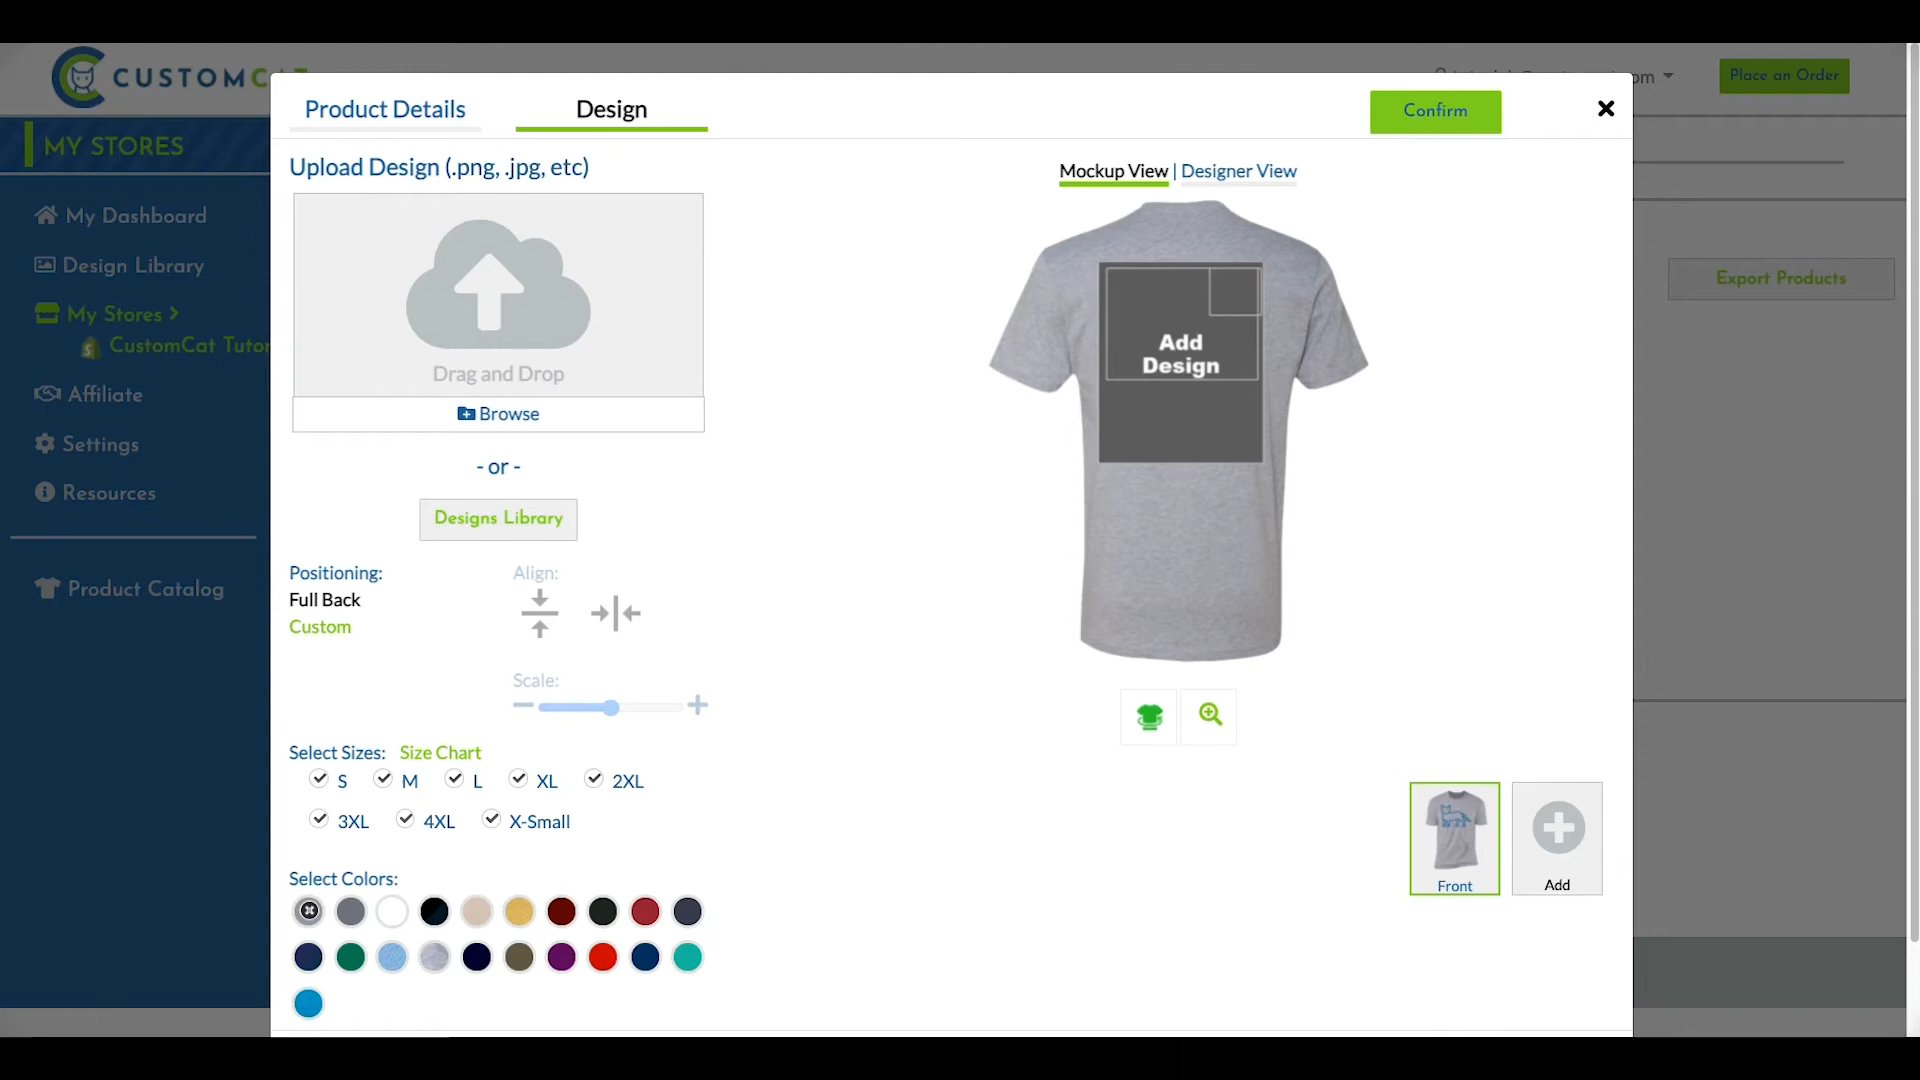 CUSTOMCAT
Place an Order
Product Details
Design
Confirm
MY STORES
Upload Design (.png, .jpg, etc)
Mockup View | Designer View
My Dashboard
Design Library
My Stores
CustomCat Tutor
Affiliate
Settings
Resources
Product Catalog
Export Products
Drag and Drop
Browse
- or -
Designs Library
Add
Design
Positioning:
Full Back
Custom
Align:
Scale:
Select Sizes: Size Chart
S M L XL 2XL
3XL 4XL X-Small
Select Colors:
Front
Add